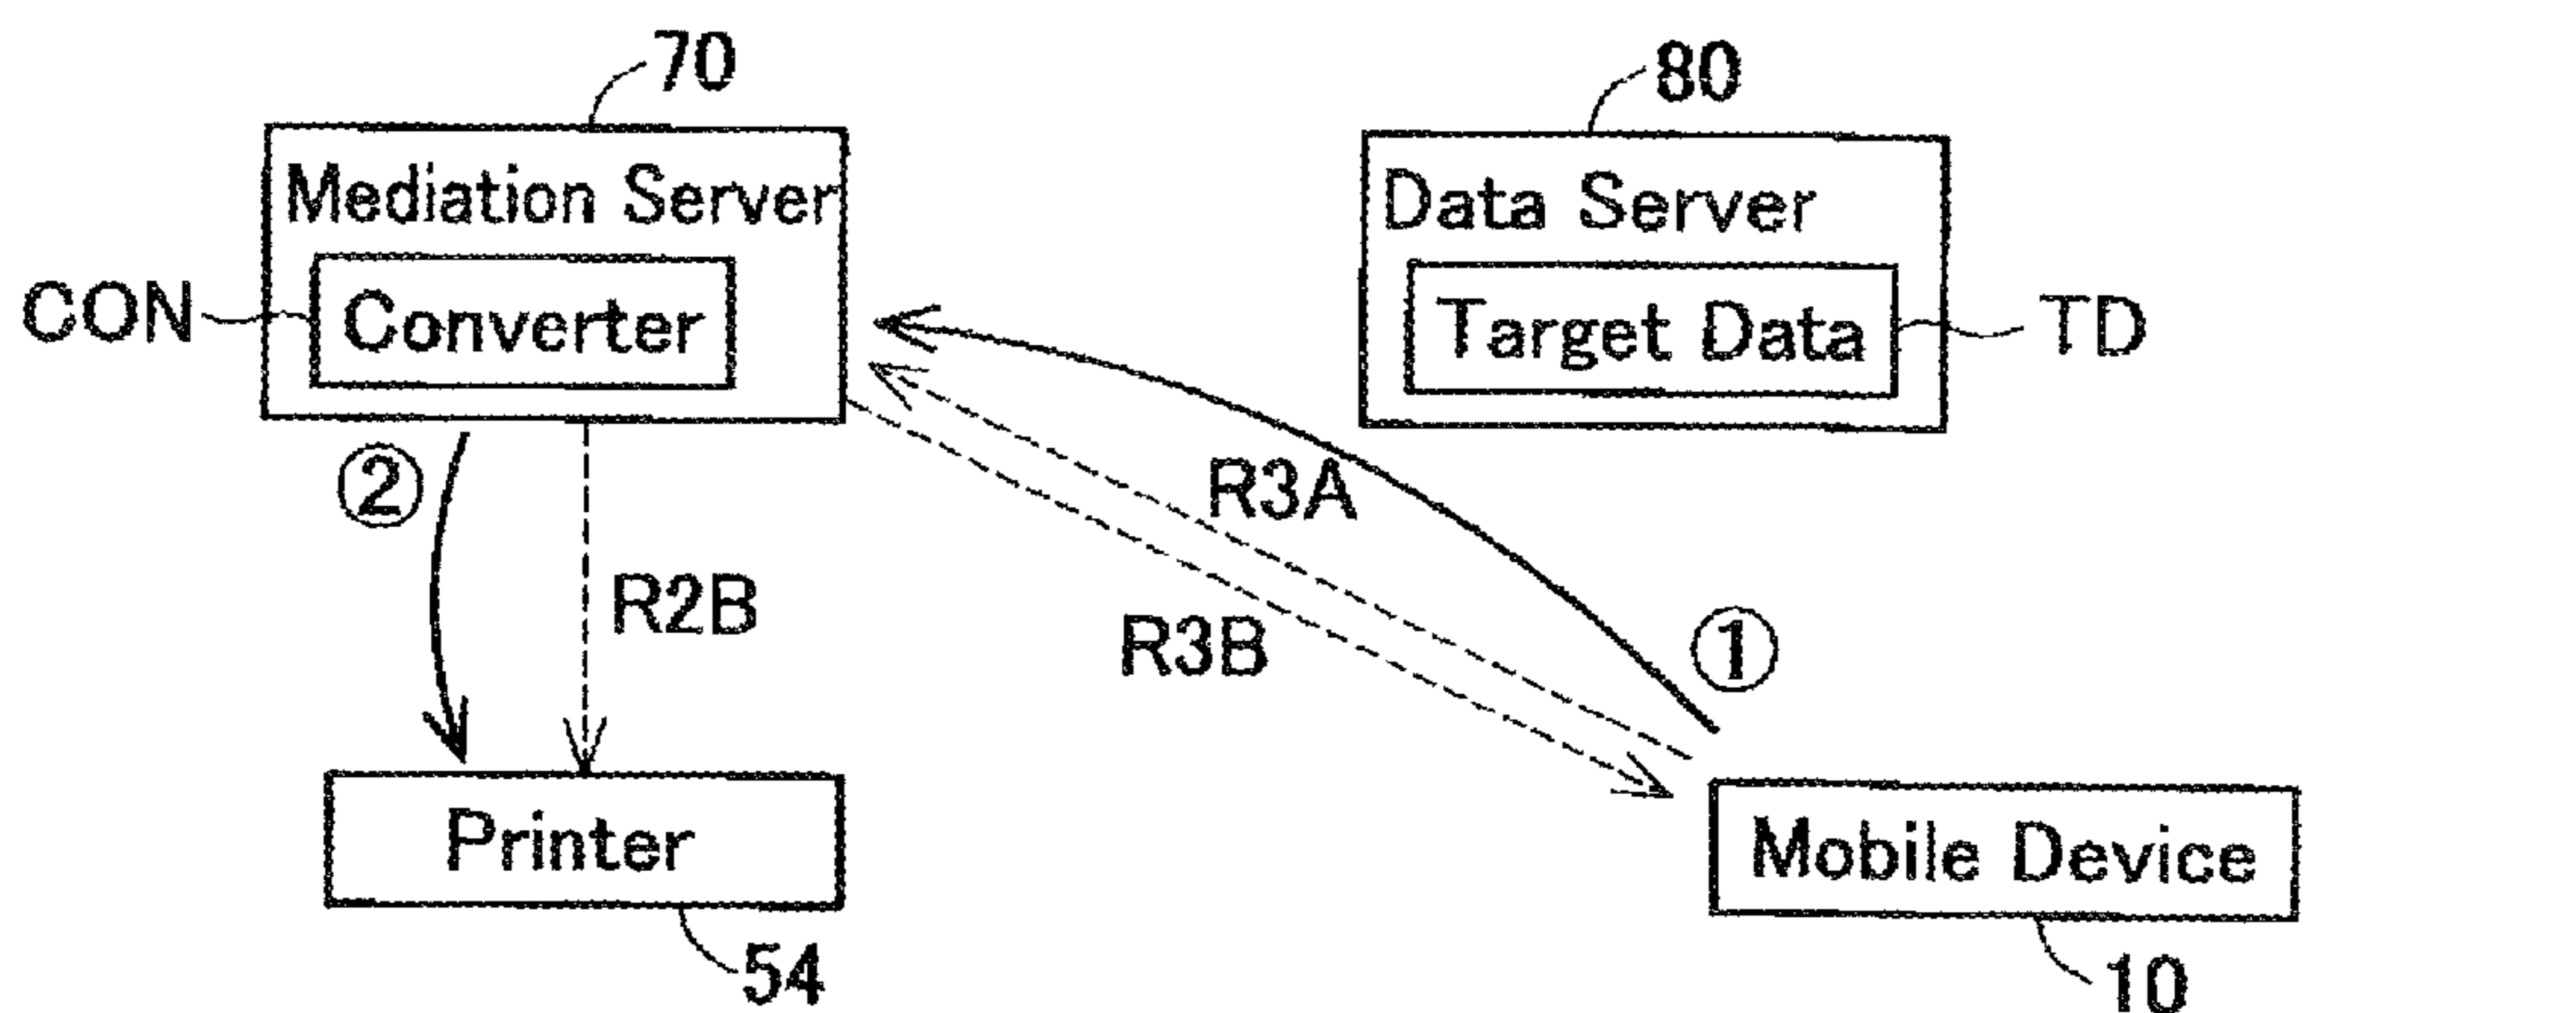 70
80
Mediation Server
Data Server
CON
Converter
Target Data
TD
②
R3A
R2B
R3B
①
Printer
Mobile Device
54
10